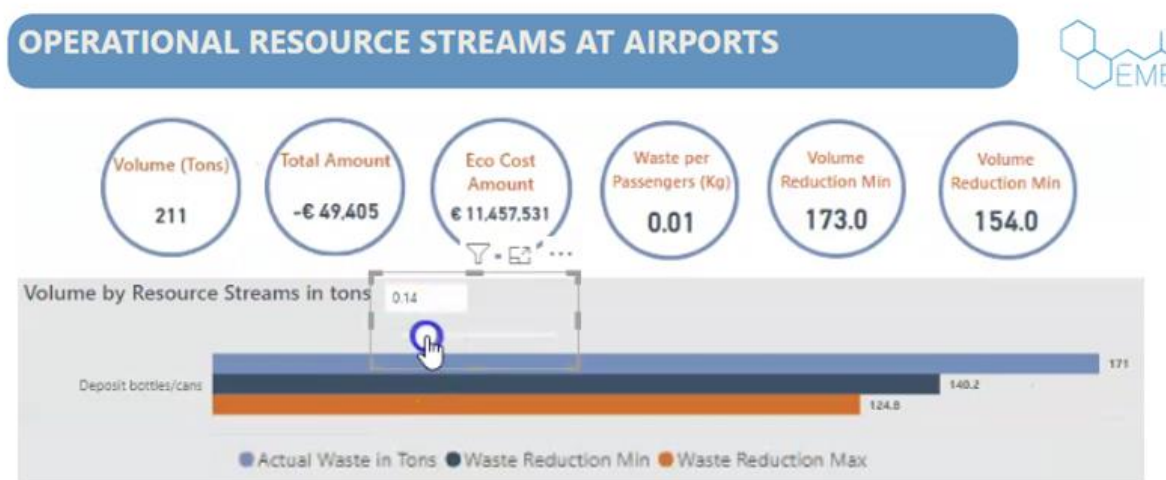 OPERATIONAL RESOURCE STREAMS AT AIRPORTS
EME
Volume (Tons)
211
Total Amount
-€ 49,405
Eco Cost
Amount
€ 11,457,531
Waste per
Passengers (Kg)
0.01
Volume
Reduction Min
173.0
Volume
Reduction Min
154.0
Volume by Resource Streams in tons
0.14
Deposit bottles/cans
171
140.2
124.8
Actual Waste in Tons Waste Reduction Min Waste Reduction Max